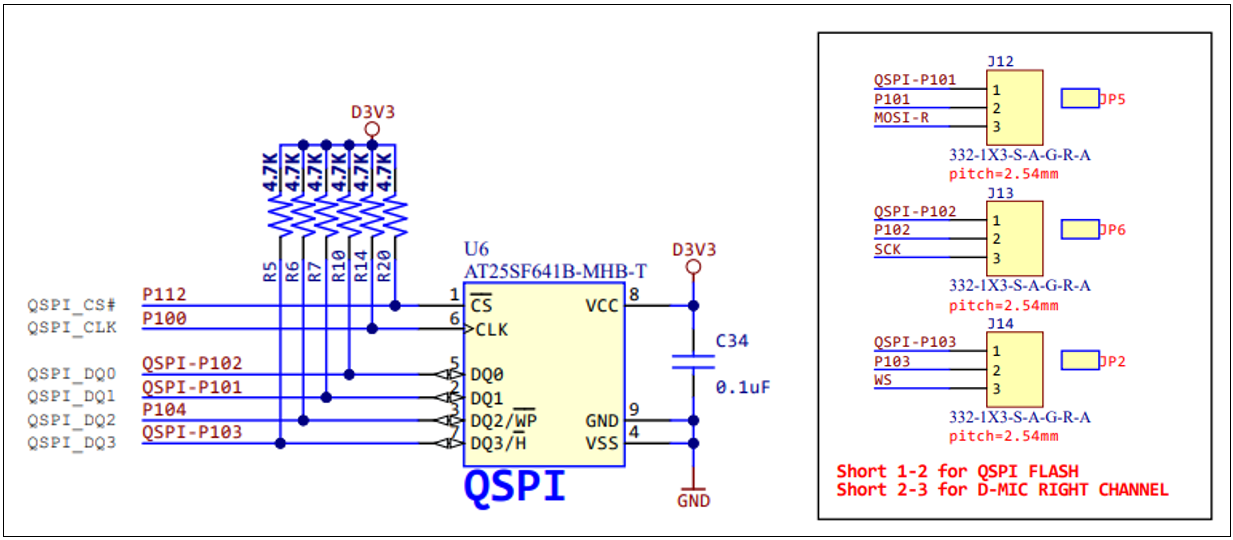 D3V3
4.7K
4.7K
4.7K
4.7K
4.7K
4.7K
R5
R6
R7
R10
R14
R20
U6
AT25SF641B-MHB-T
QSPI_CS# P112 1 CS VCC 8
QSPI_CLK P100 6 CLK
QSPI_DQ0 QSPI-P102 5 DQ0
QSPI_DQ1 QSPI-P101 2 DQ1
QSPI_DQ2 P104 3 DQ2/WP GND 9
QSPI_DQ3 QSPI-P103 7 DQ3/H VSS 4
QSPI
D3V3
C34
0.1uF
GND
J12
QSPI-P101 1
P101 2
MOSI-R 3
JP5
332-1X3-S-A-G-R-A
pitch=2.54mm
J13
QSPI-P102 1
P102 2
SCK 3
JP6
332-1X3-S-A-G-R-A
pitch=2.54mm
J14
QSPI-P103 1
P103 2
WS 3
JP2
332-1X3-S-A-G-R-A
pitch=2.54mm
Short 1-2 for QSPI FLASH
Short 2-3 for D-MIC RIGHT CHANNEL